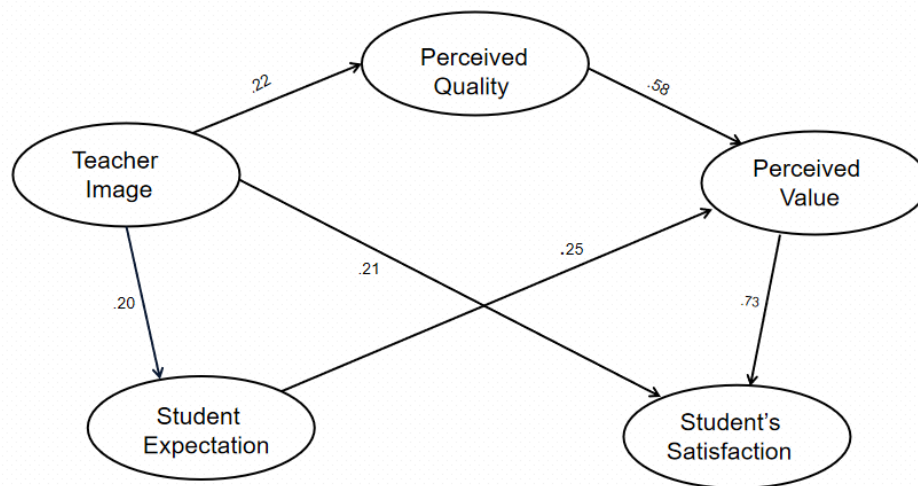 Perceived
Quality
.22
.58
Teacher
Image
Perceived
Value
.25
.21
.20
.73
Student
Expectation
Student’s
Satisfaction